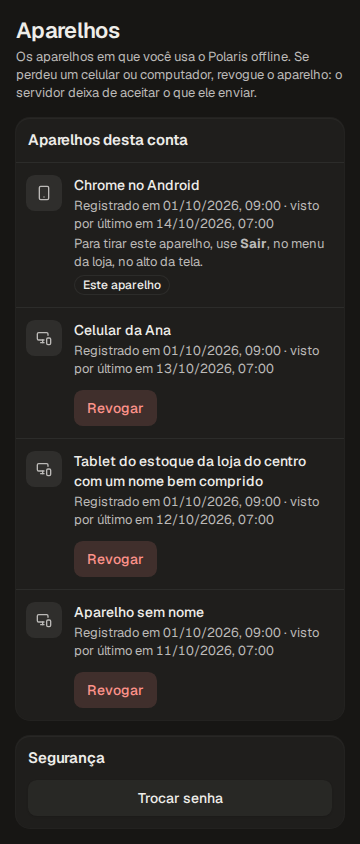 Aparelhos
Os aparelhos em que você usa o Polaris offline. Se
perdeu um celular ou computador, revogue o aparelho: o
servidor deixa de aceitar o que ele enviar.
Aparelhos desta conta
Chrome no Android
Registrado em 01/10/2026, 09:00 · visto
por último em 14/10/2026, 07:00
Para tirar este aparelho, use Sair, no menu
da loja, no alto da tela.
Este aparelho
Celular da Ana
Registrado em 01/10/2026, 09:00 · visto
por último em 13/10/2026, 07:00
Revogar
Tablet do estoque da loja do centro
com um nome bem comprido
Registrado em 01/10/2026, 09:00 · visto
por último em 12/10/2026, 07:00
Revogar
Aparelho sem nome
Registrado em 01/10/2026, 09:00 · visto
por último em 11/10/2026, 07:00
Revogar
Segurança
Trocar senha